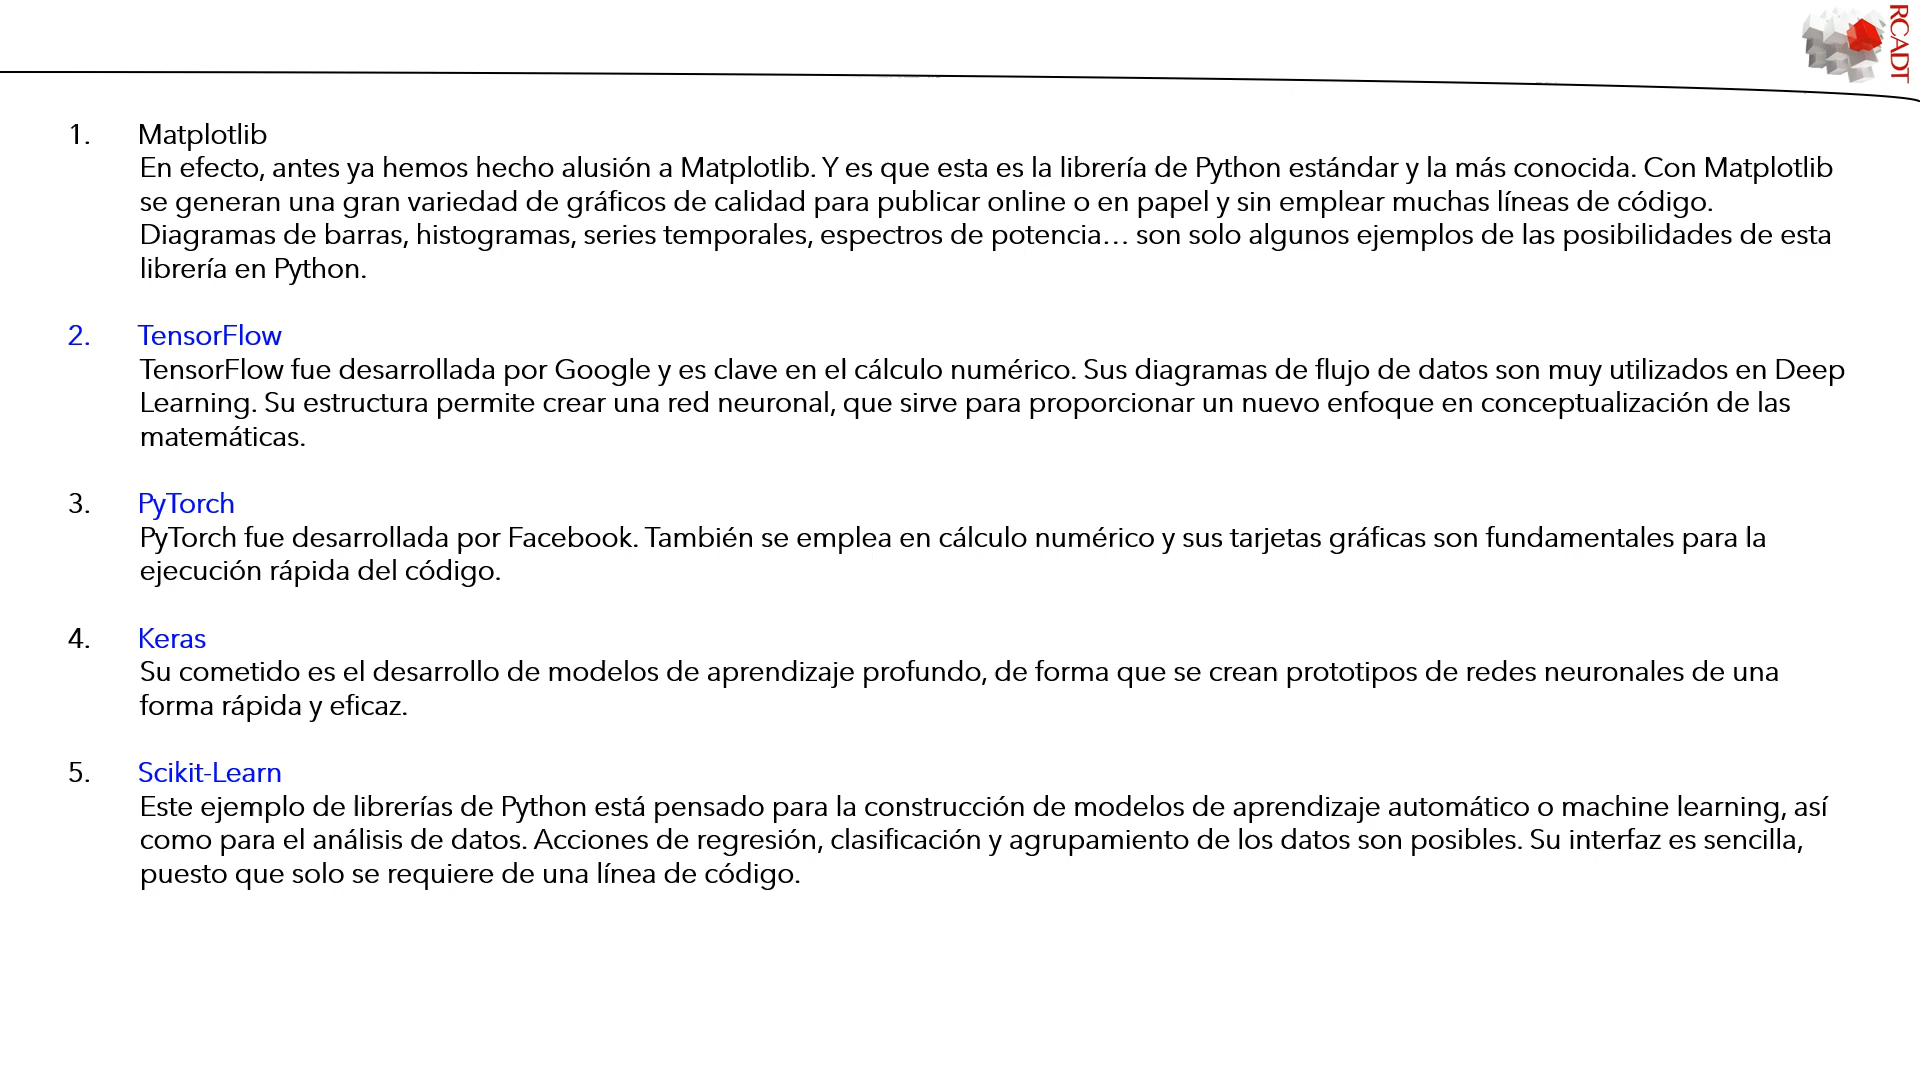 RCADT
1. Matplotlib
En efecto, antes ya hemos hecho alusión a Matplotlib. Y es que esta es la librería de Python estándar y la más conocida. Con Matplotlib
se generan una gran variedad de gráficos de calidad para publicar online o en papel y sin emplear muchas líneas de código.
Diagramas de barras, histogramas, series temporales, espectros de potencia… son solo algunos ejemplos de las posibilidades de esta
librería en Python.
2. TensorFlow
TensorFlow fue desarrollada por Google y es clave en el cálculo numérico. Sus diagramas de flujo de datos son muy utilizados en Deep
Learning. Su estructura permite crear una red neuronal, que sirve para proporcionar un nuevo enfoque en conceptualización de las
matemáticas.
3. PyTorch
PyTorch fue desarrollada por Facebook. También se emplea en cálculo numérico y sus tarjetas gráficas son fundamentales para la
ejecución rápida del código.
4. Keras
Su cometido es el desarrollo de modelos de aprendizaje profundo, de forma que se crean prototipos de redes neuronales de una
forma rápida y eficaz.
5. Scikit-Learn
Este ejemplo de librerías de Python está pensado para la construcción de modelos de aprendizaje automático o machine learning, así
como para el análisis de datos. Acciones de regresión, clasificación y agrupamiento de los datos son posibles. Su interfaz es sencilla,
puesto que solo se requiere de una línea de código.